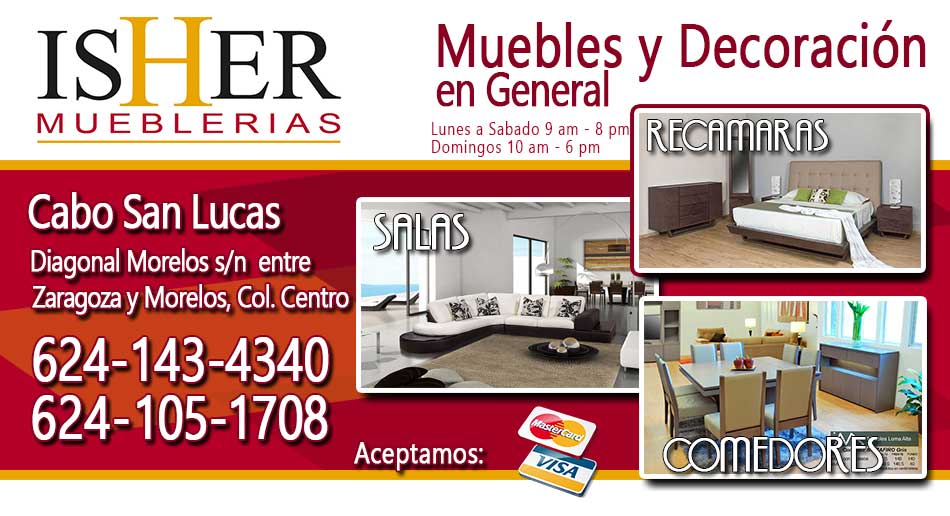 ISHER
MUEBLERIAS
Muebles y Decoración
en General
Lunes a Sabado 9 am - 8 pm
Domingos 10 am - 6 pm
RECAMARAS
Cabo San Lucas
Diagonal Morelos s/n entre
Zaragoza y Morelos, Col. Centro
624-143-4340
624-105-1708
SALAS
COMEDORES
Loma Alta
Aceptamos:
MasterCard
VISA